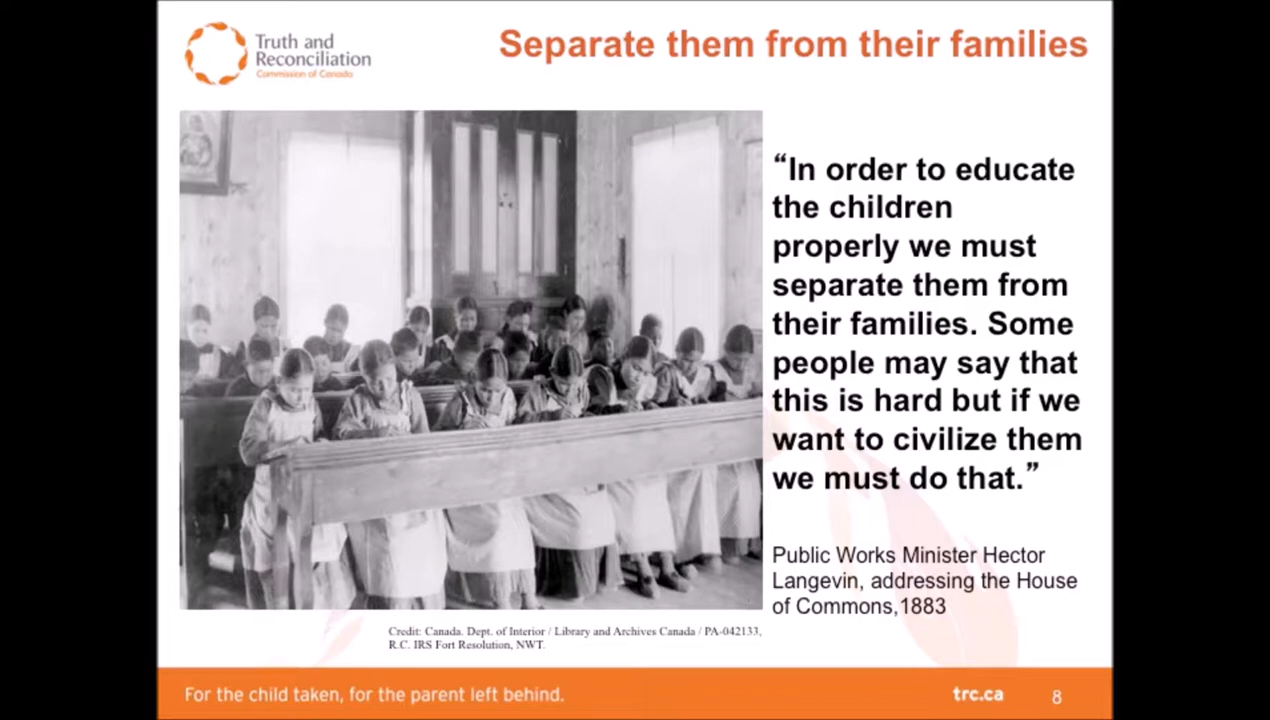 Truth and
Reconciliation
Commission of Canada
Separate them from their families
“In order to educate
the children
properly we must
separate them from
their families. Some
people may say that
this is hard but if we
want to civilize them
we must do that.”
Public Works Minister Hector
Langevin, addressing the House
of Commons,1883
Credit: Canada. Dept. of Interior / Library and Archives Canada / PA-042133,
R.C. IRS Fort Resolution, NWT.
For the child taken, for the parent left behind.
trc.ca
8